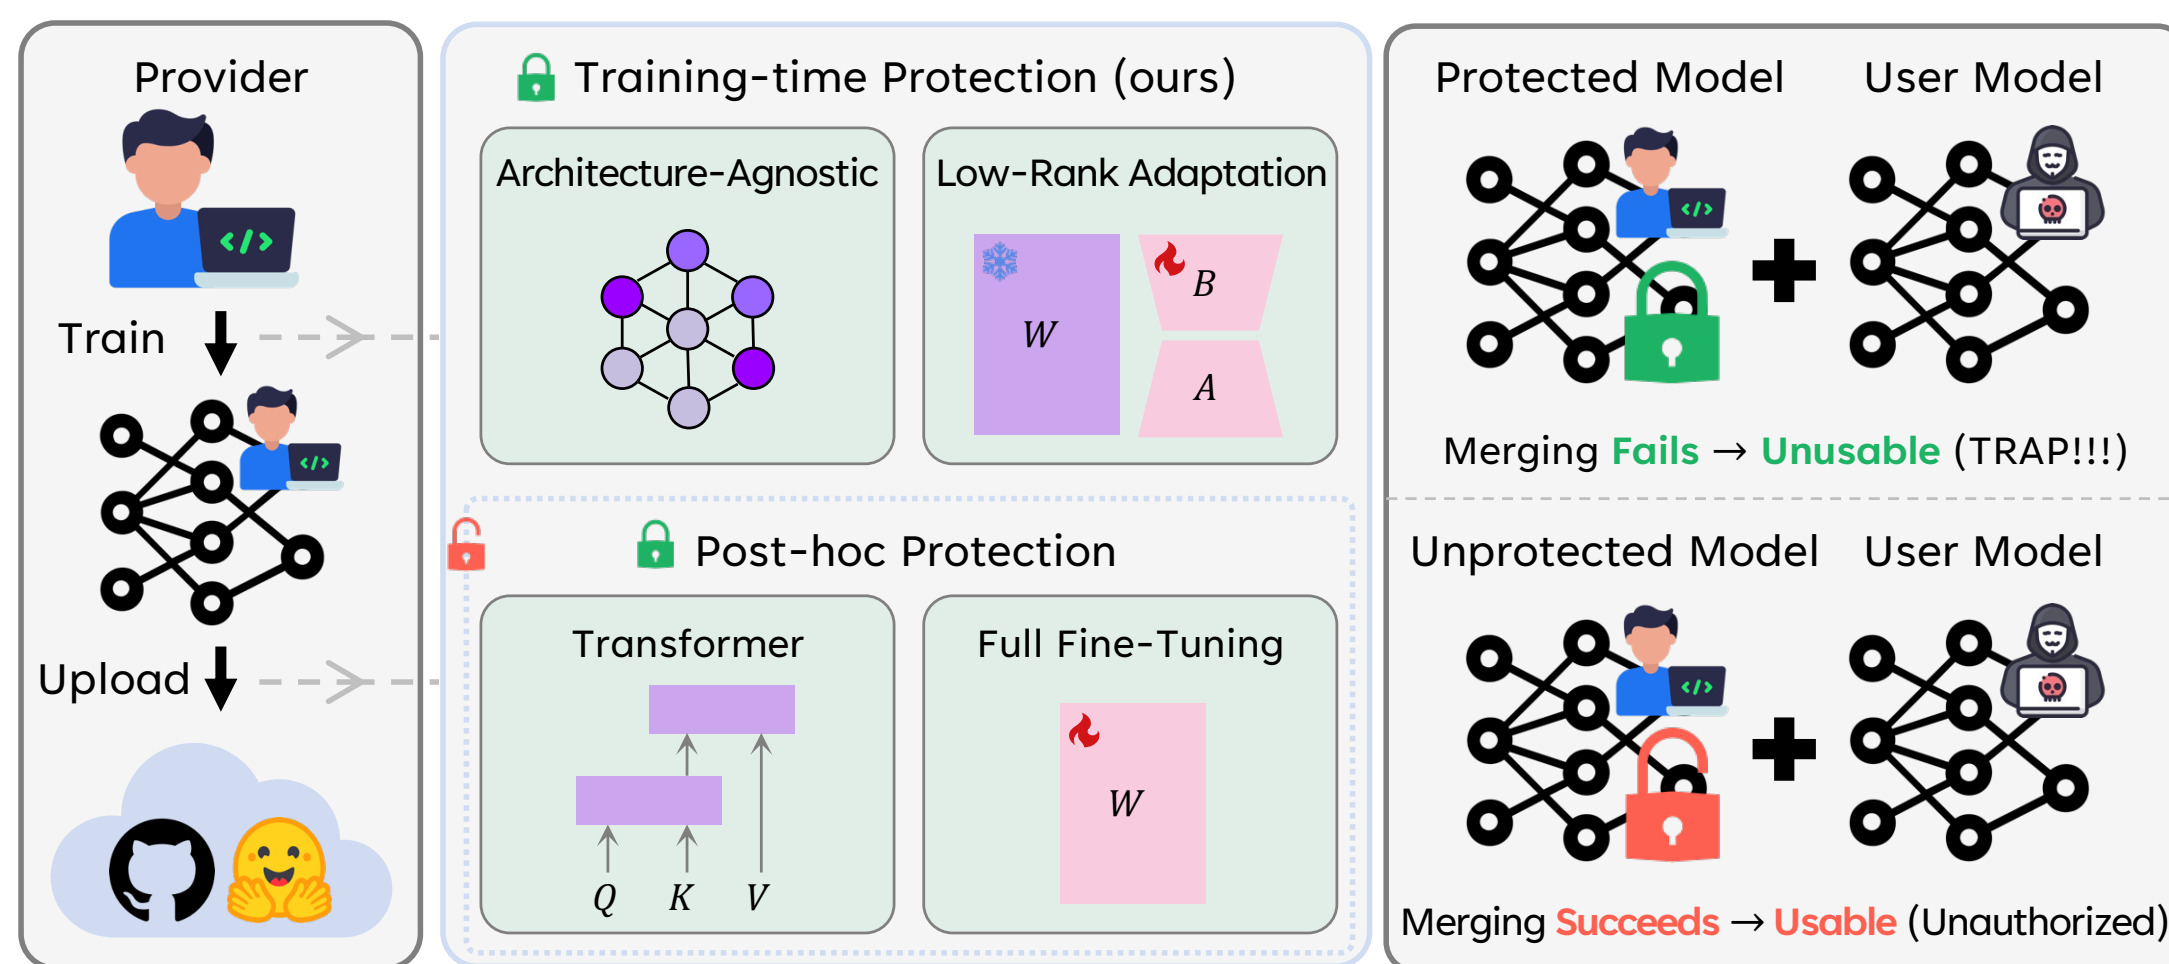 Provider
</>
Train
</>
Upload
Training-time Protection (ours)
Architecture-Agnostic
Low-Rank Adaptation
W
B
A
Post-hoc Protection
Transformer
Q K V
Full Fine-Tuning
W
Protected Model
User Model
</>
Merging Fails → Unusable (TRAP!!!)
Unprotected Model
User Model
</>
Merging Succeeds → Usable (Unauthorized)